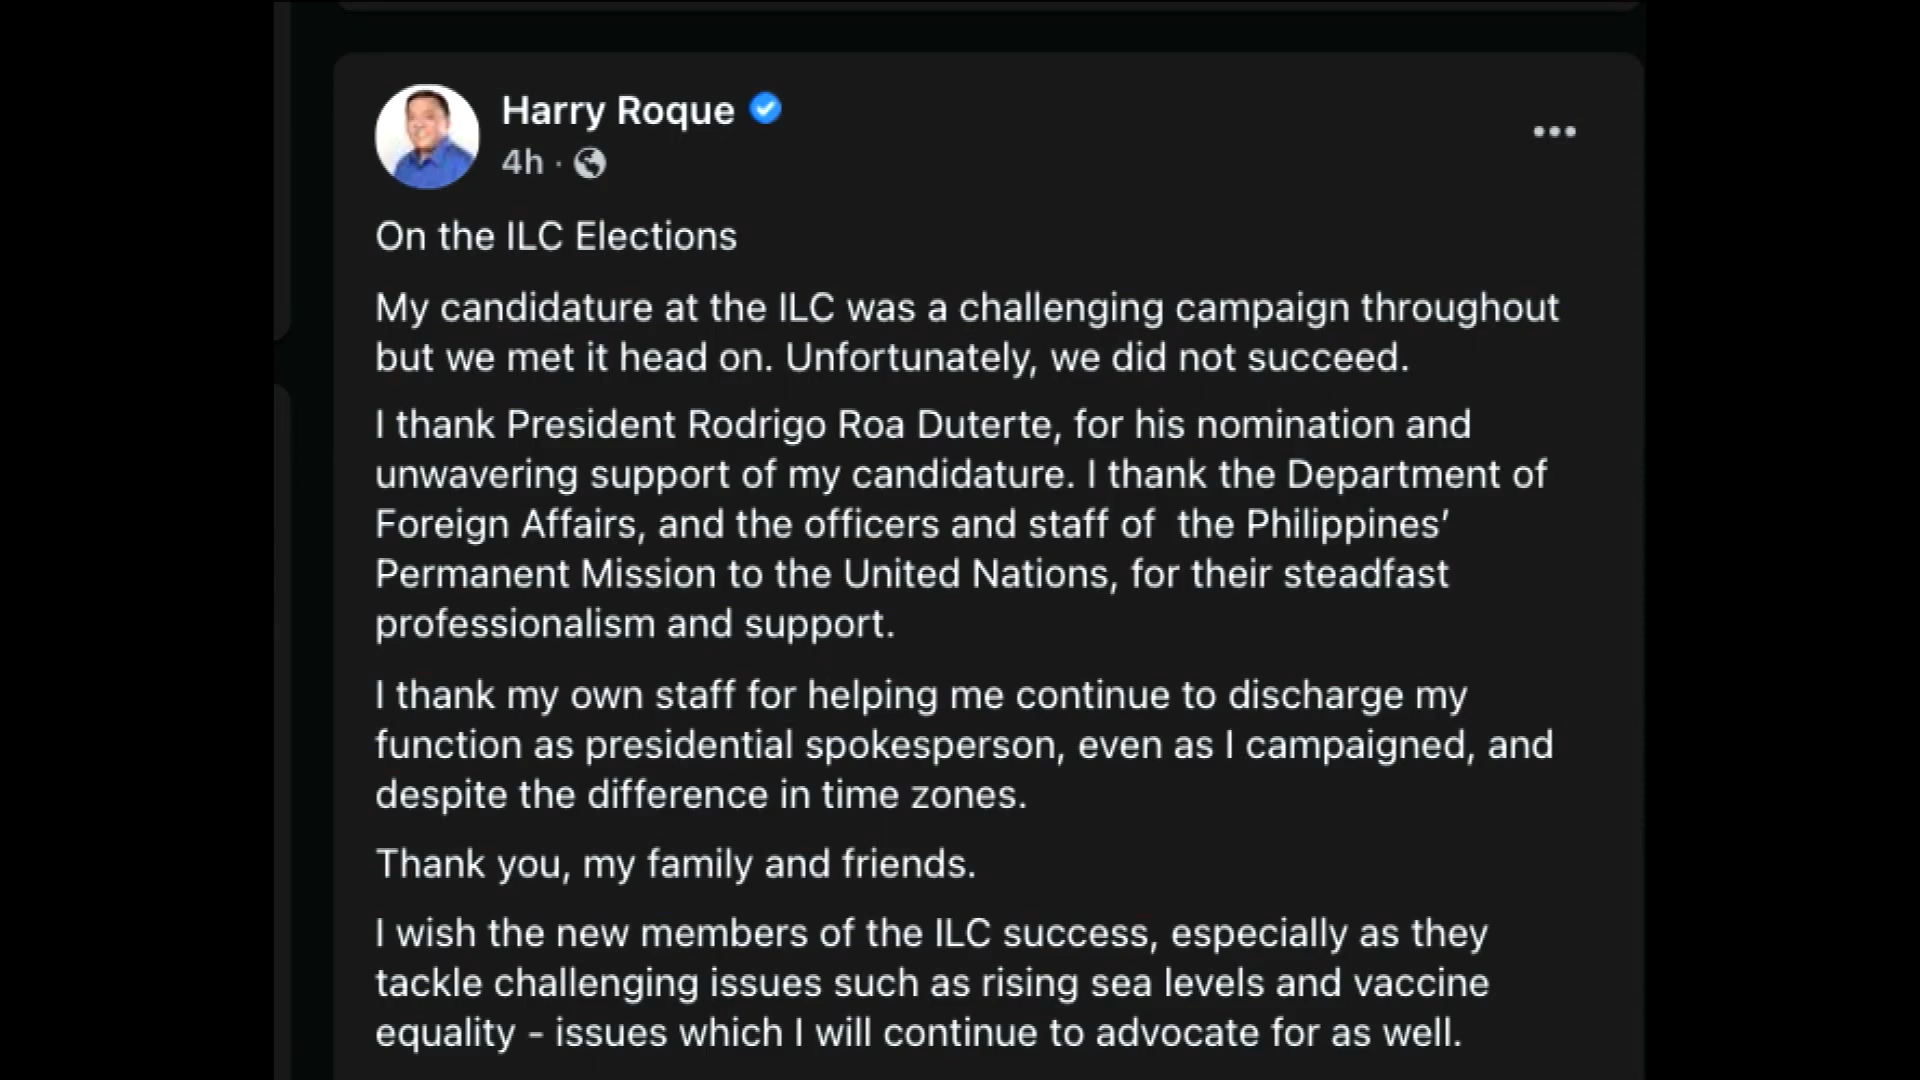 Harry Roque
4h ·
On the ILC Elections
My candidature at the ILC was a challenging campaign throughout
but we met it head on. Unfortunately, we did not succeed.
I thank President Rodrigo Roa Duterte, for his nomination and
unwavering support of my candidature. I thank the Department of
Foreign Affairs, and the officers and staff of  the Philippines’
Permanent Mission to the United Nations, for their steadfast
professionalism and support.
I thank my own staff for helping me continue to discharge my
function as presidential spokesperson, even as I campaigned, and
despite the difference in time zones.
Thank you, my family and friends.
I wish the new members of the ILC success, especially as they
tackle challenging issues such as rising sea levels and vaccine
equality - issues which I will continue to advocate for as well.